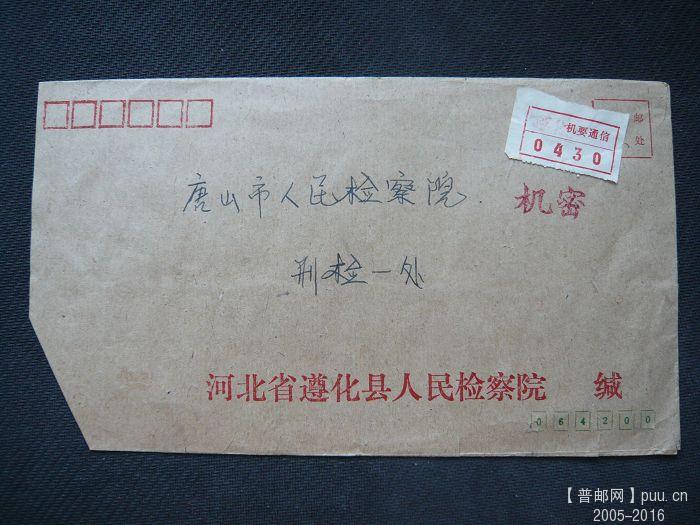 机要通信
0430
邮
处
唐山市人民检察院
机密
刑检一处
河北省遵化县人民检察院 缄
064200
【普邮网】puu.cn
2005-2016